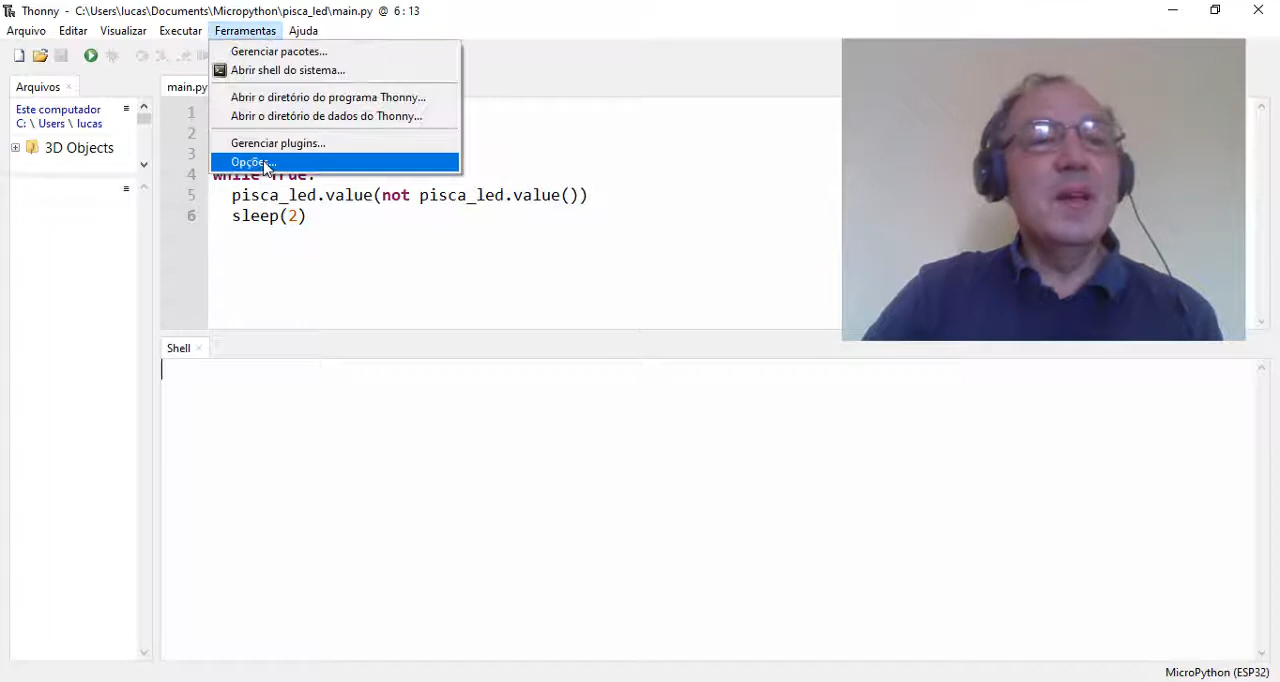 Thonny - C:\Users\lucas\Documents\Micropython\pisca_led\main.py @ 6 : 13
Arquivo Editar Visualizar Executar Ferramentas Ajuda
Gerenciar pacotes...
Abrir shell do sistema...
Abrir o diretório do programa Thonny...
Abrir o diretório de dados do Thonny...
Gerenciar plugins...
Opções...
Arquivos ×
Este computador
C: \ Users \ lucas
3D Objects
main.py
1
2
3
4 while True:
5 pisca_led.value(not pisca_led.value())
6 sleep(2)
Shell ×
MicroPython (ESP32)